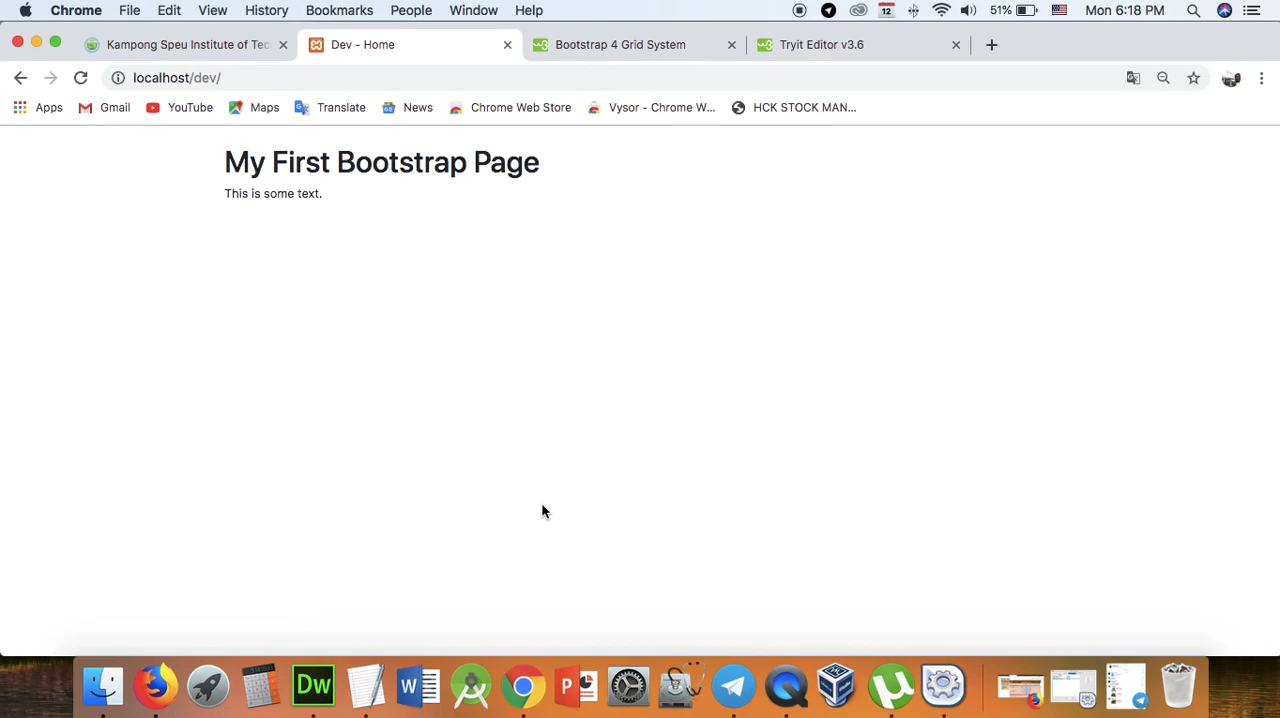 Chrome File Edit View History Bookmarks People Window Help 12 51% Mon 6:18 PM
Kampong Speu Institute of Tec Dev - Home Bootstrap 4 Grid System Tryit Editor v3.6
localhost/dev/
Apps Gmail YouTube Maps Translate News Chrome Web Store Vysor - Chrome W... HCK STOCK MAN...
My First Bootstrap Page
This is some text.
Dw W P